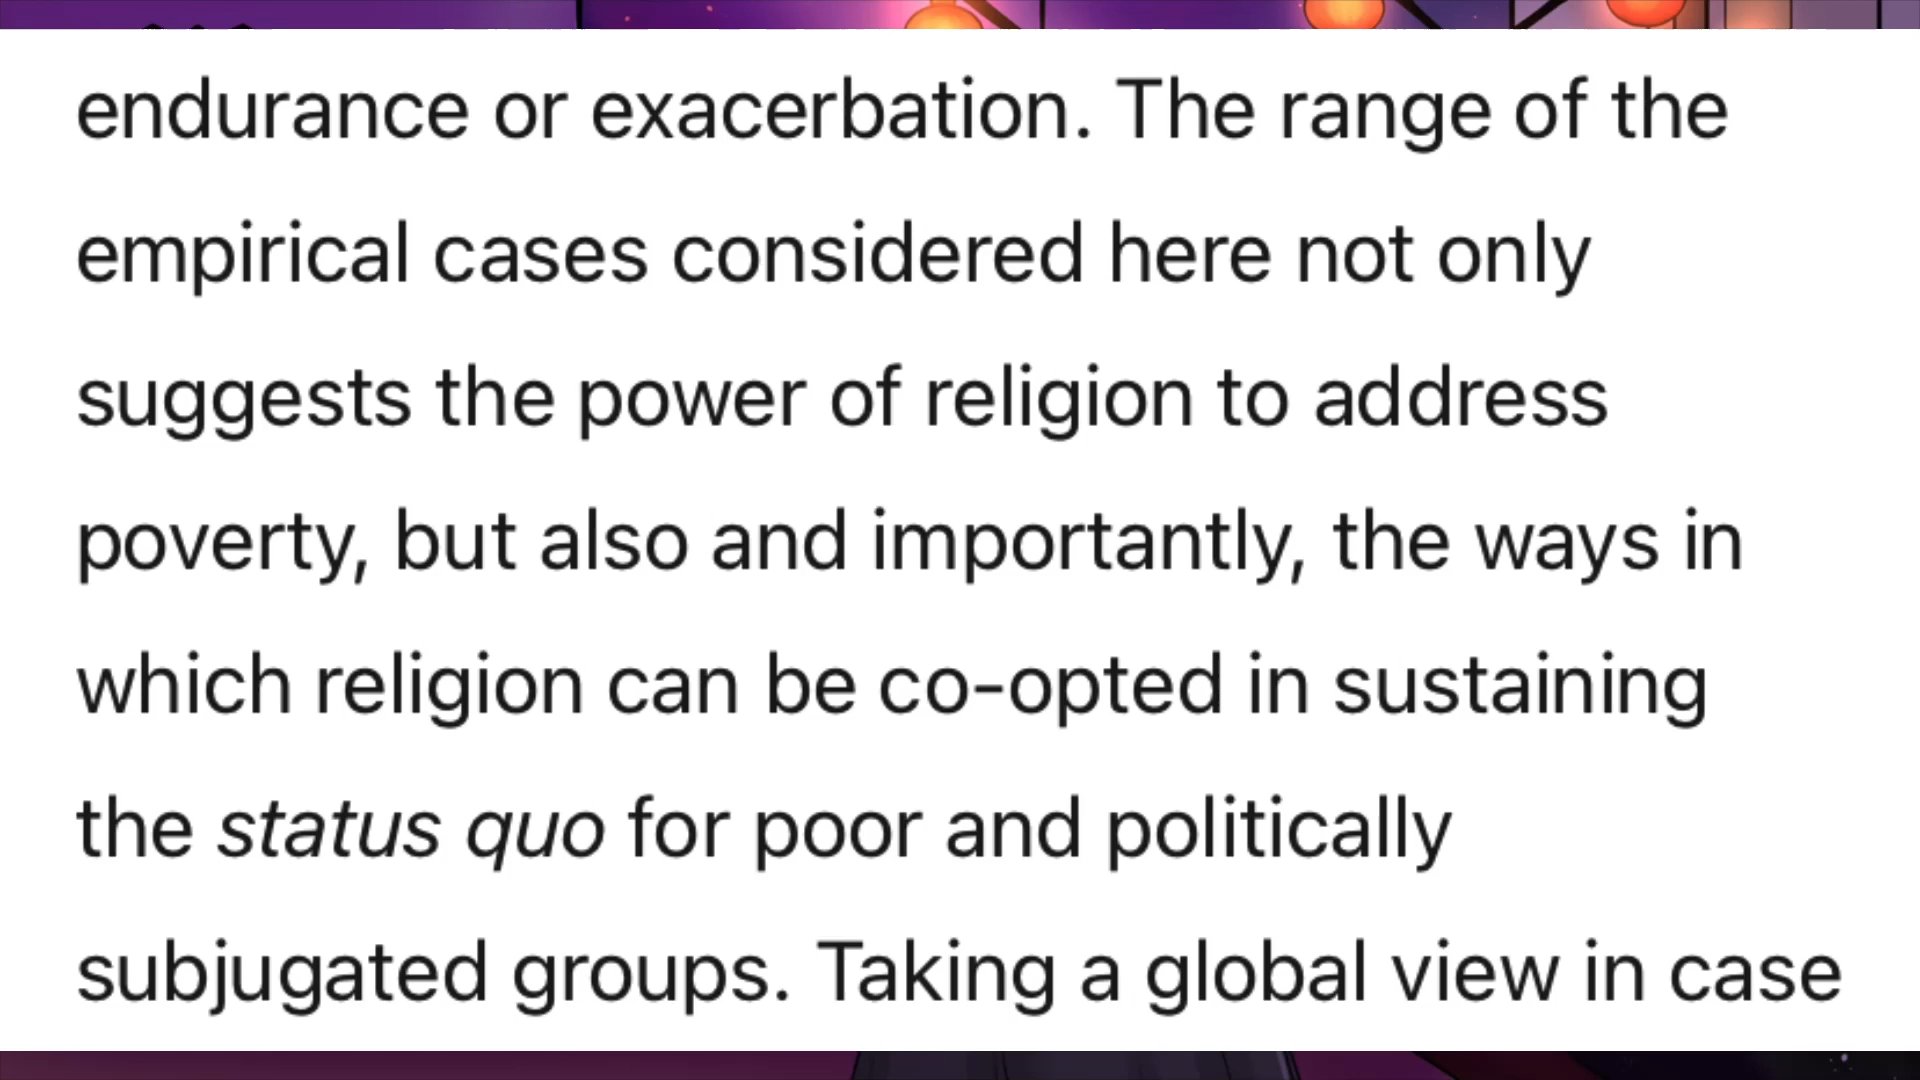 endurance or exacerbation. The range of the
empirical cases considered here not only
suggests the power of religion to address
poverty, but also and importantly, the ways in
which religion can be co-opted in sustaining
the status quo for poor and politically
subjugated groups. Taking a global view in case